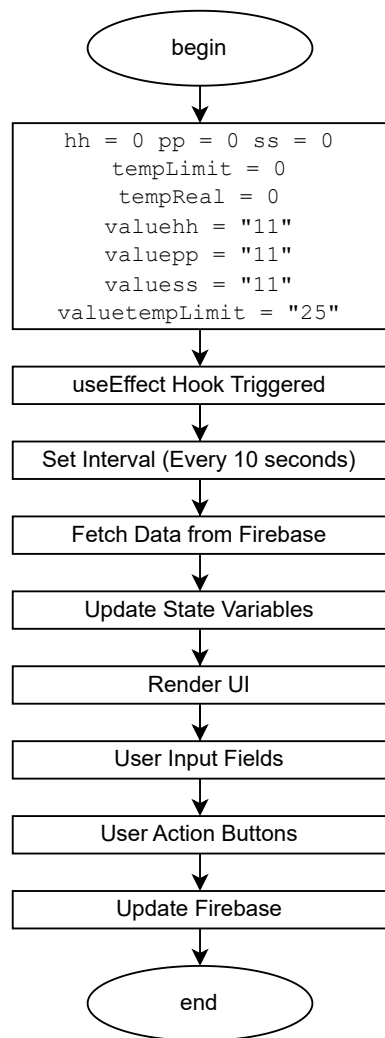 begin
hh = 0 pp = 0 ss = 0
tempLimit = 0
tempReal = 0
valuehh = "11"
valuepp = "11"
valuess = "11"
valuetempLimit = "25"
useEffect Hook Triggered
Set Interval (Every 10 seconds)
Fetch Data from Firebase
Update State Variables
Render UI
User Input Fields
User Action Buttons
Update Firebase
end